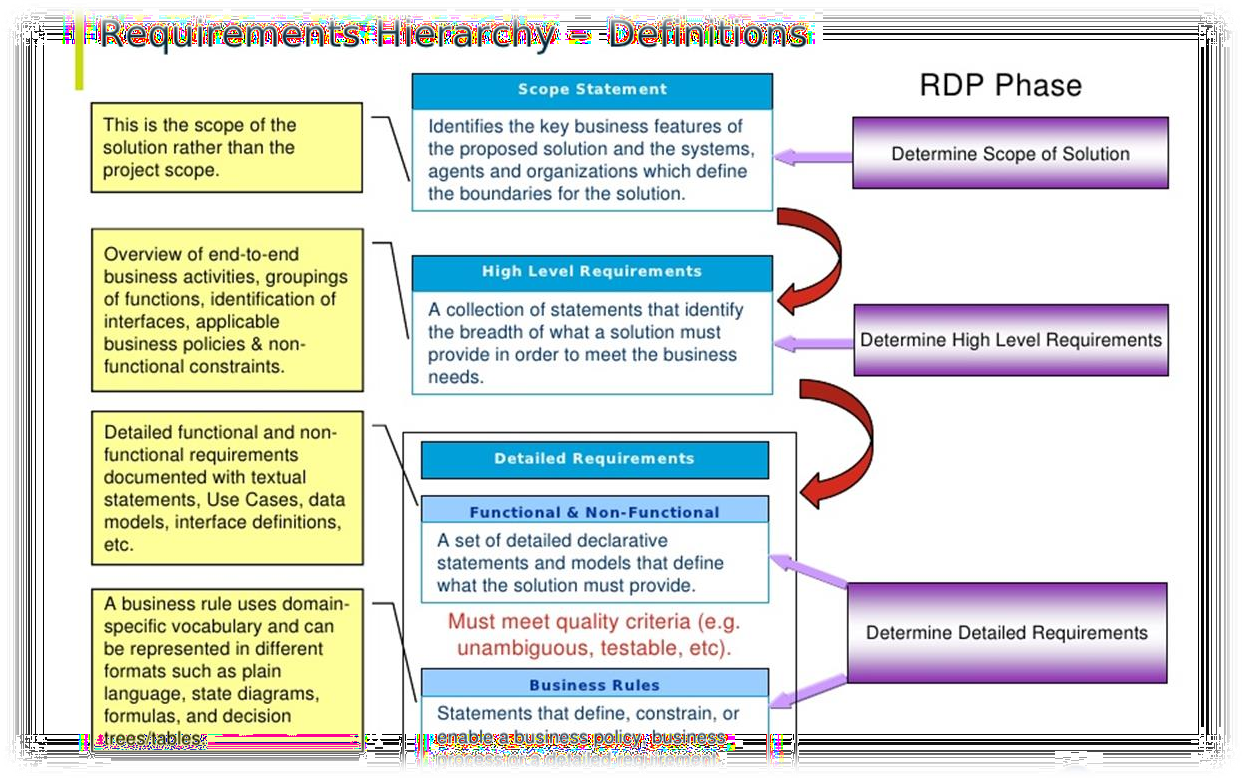 Requirements Hierarchy – Definitions
RDP Phase
Scope Statement
This is the scope of the
solution rather than the
project scope.
Identifies the key business features of
the proposed solution and the systems,
agents and organizations which define
the boundaries for the solution.
Determine Scope of Solution
Overview of end-to-end
business activities, groupings
of functions, identification of
interfaces, applicable
business policies & non-
functional constraints.
High Level Requirements
A collection of statements that identify
the breadth of what a solution must
provide in order to meet the business
needs.
Determine High Level Requirements
Detailed functional and non-
functional requirements
documented with textual
statements, Use Cases, data
models, interface definitions,
etc.
Detailed Requirements
Functional & Non-Functional
A set of detailed declarative
statements and models that define
what the solution must provide.
Must meet quality criteria (e.g.
unambiguous, testable, etc).
Determine Detailed Requirements
A business rule uses domain-
specific vocabulary and can
be represented in different
formats such as plain
language, state diagrams,
formulas, and decision
trees/tables.
Business Rules
Statements that define, constrain, or
enable a business policy, business